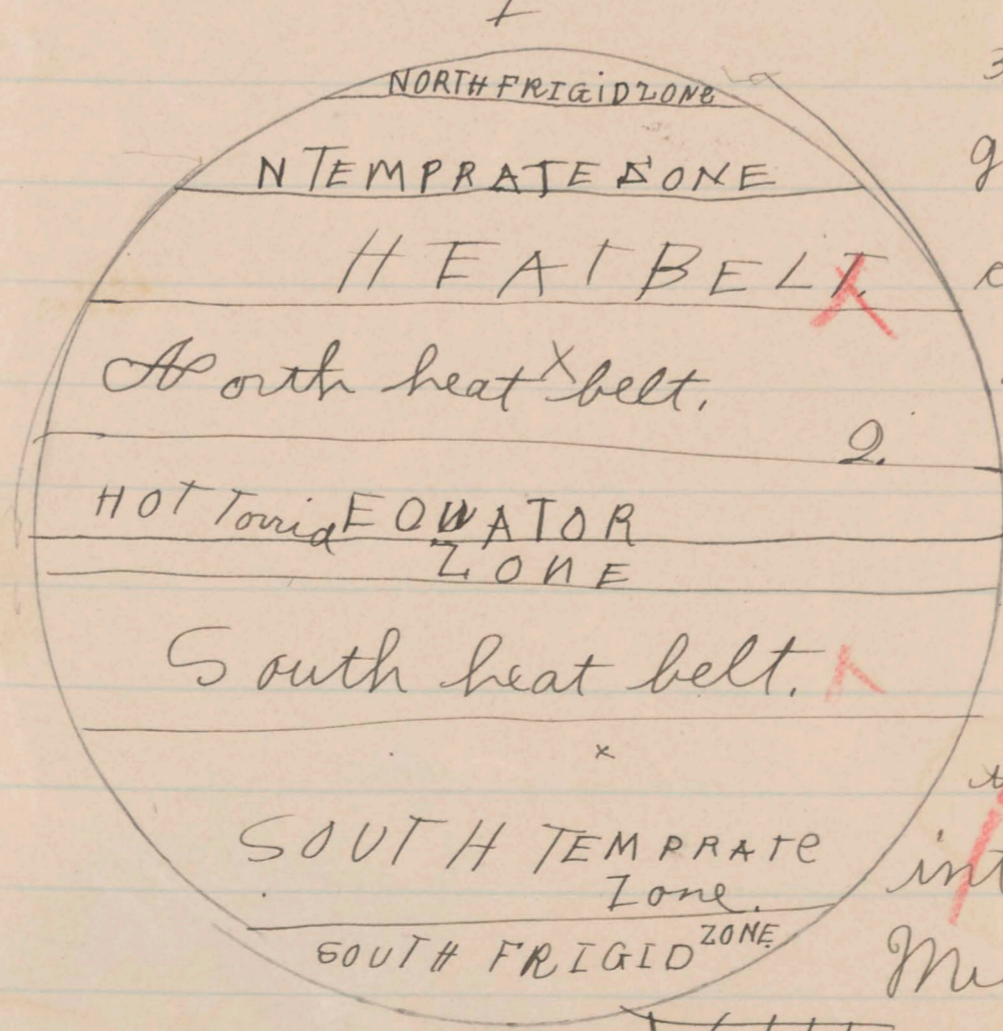 NORTH FRIGiD ZONe
N TEMPRATE ZONE
HEAT BELT.
North heat x belt.
2.
HOT Torrid EQUATOR
ZONE
South heat belt.
x
SOUTH TEMPRATe
Zone.
SOUTH FRIGID ZONE
int